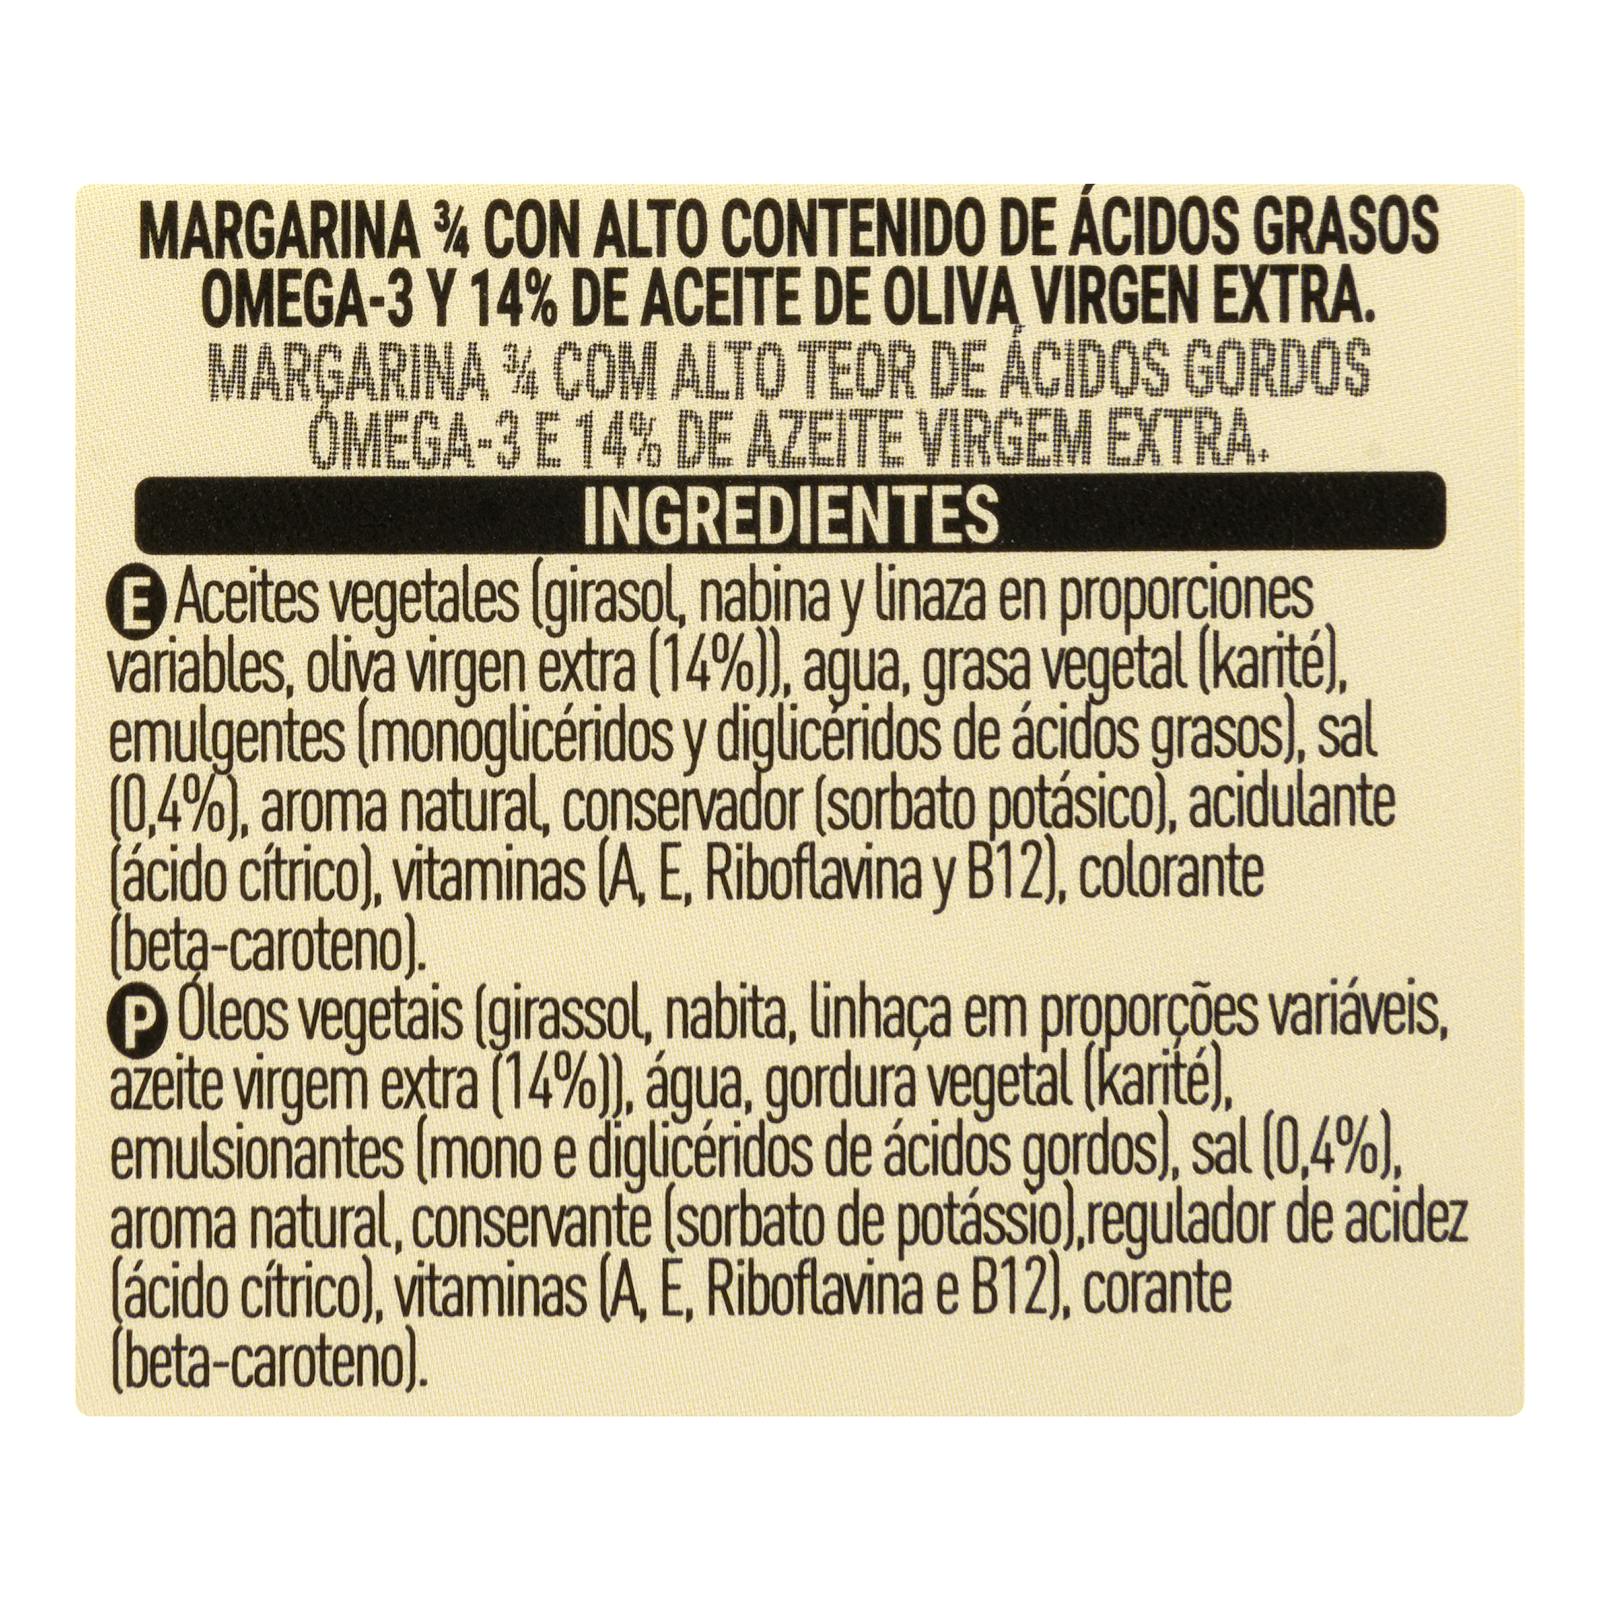 MARGARINA ¾ CON ALTO CONTENIDO DE ÁCIDOS GRASOS
OMEGA-3 Y 14% DE ACEITE DE OLIVA VIRGEN EXTRA.
MARGARINA ¾ COM ALTO TEOR DE ÁCIDOS GORDOS
ÓMEGA-3 E 14% DE AZEITE VIRGEM EXTRA.
INGREDIENTES
E Aceites vegetales (girasol, nabina y linaza en proporciones
variables, oliva virgen extra (14%)), agua, grasa vegetal (karité),
emulgentes (monoglicéridos y diglicéridos de ácidos grasos), sal
(0,4%), aroma natural, conservador (sorbato potásico), acidulante
(ácido cítrico), vitaminas (A, E, Riboflavina y B12), colorante
(beta-caroteno).
P Óleos vegetais (girassol, nabita, linhaça em proporções variáveis,
azeite virgem extra (14%)), água, gordura vegetal (karité),
emulsionantes (mono e diglicéridos de ácidos gordos), sal (0,4%),
aroma natural, conservante (sorbato de potássio),regulador de acidez
(ácido cítrico), vitaminas (A, E, Riboflavina e B12), corante
(beta-caroteno).